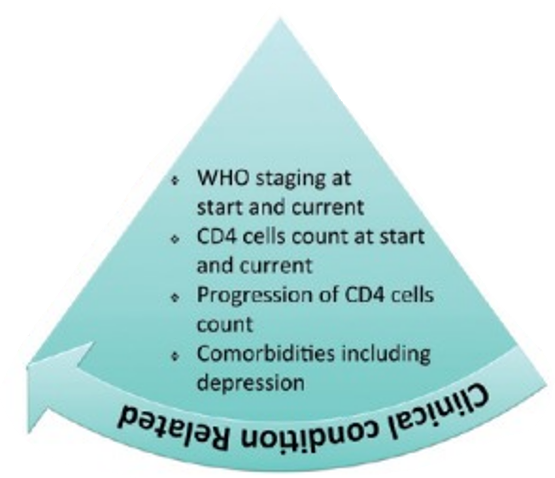 ❖ WHO staging at
start and current
❖ CD4 cells count at start
and current
❖ Progression of CD4 cells
count
❖ Comorbidities including
depression
Clinical condition Related